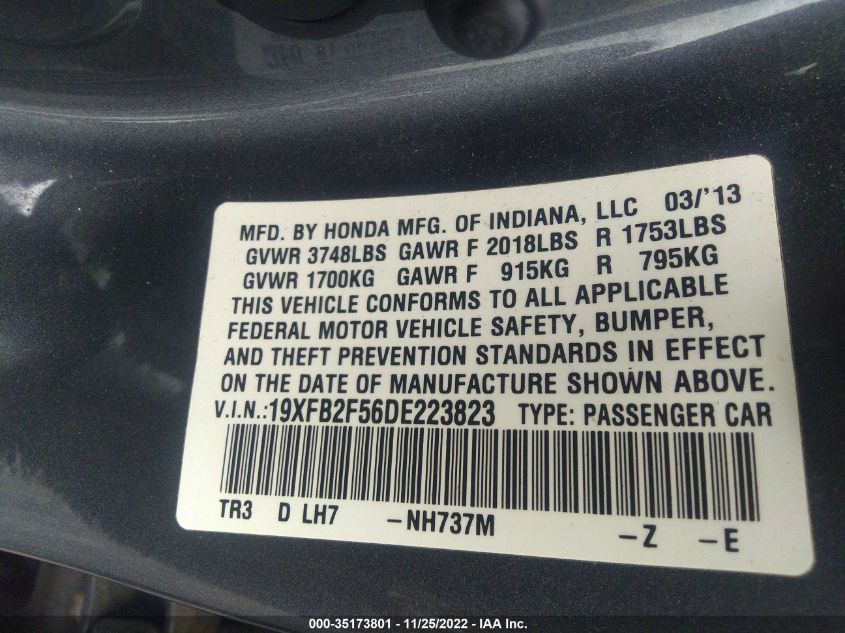 MFD. BY HONDA MFG. OF INDIANA, LLC 03/'13
GVWR 3748LBS GAWR F 2018LBS R 1753LBS
GVWR 1700KG GAWR F 915KG R 795KG
THIS VEHICLE CONFORMS TO ALL APPLICABLE
FEDERAL MOTOR VEHICLE SAFETY, BUMPER,
AND THEFT PREVENTION STANDARDS IN EFFECT
ON THE DATE OF MANUFACTURE SHOWN ABOVE.
V.I.N.:19XFB2F56DE223823 TYPE: PASSENGER CAR
TR3 D LH7 -NH737M -Z -E
000-35173801 - 11/25/2022 - IAA Inc.